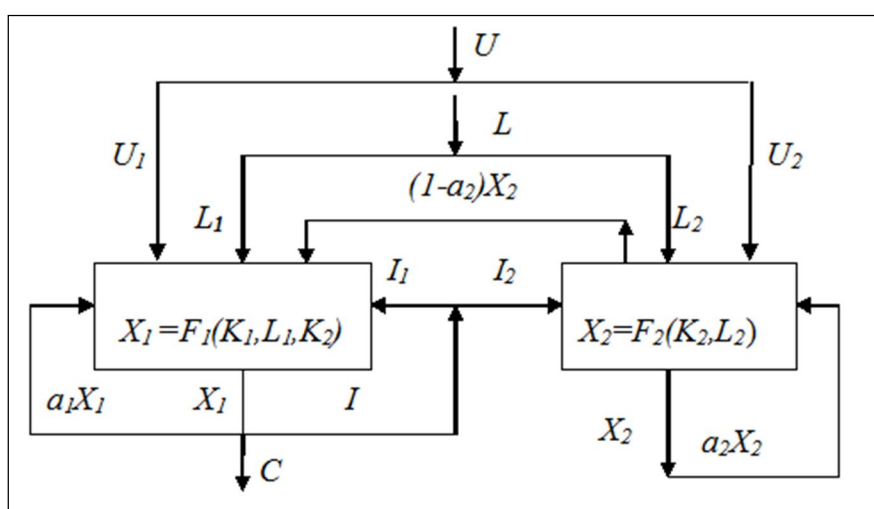 U
L
U₁
U₂
(1-a₂)X₂
L₁
L₂
I₁
I₂
X₁=F₁(K₁,L₁,K₂)
X₂=F₂(K₂,L₂)
a₁X₁
X₁
I
X₂
a₂X₂
C